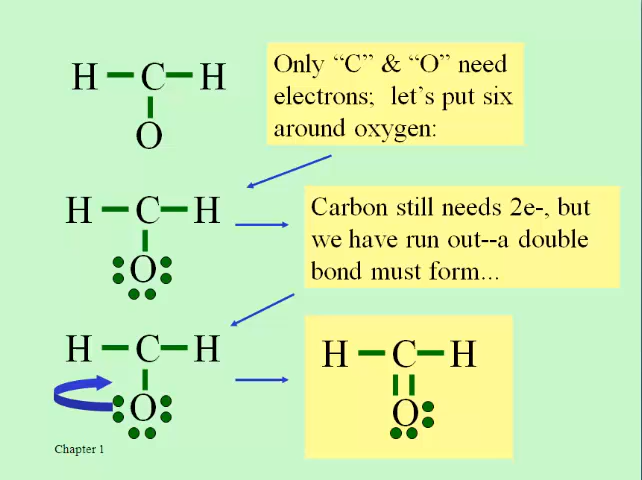 H C H
O
Only “C” & “O” need
electrons; let’s put six
around oxygen:
H C H
O
Carbon still needs 2e-, but
we have run out--a double
bond must form...
H C H
O
H C H
O
Chapter 1